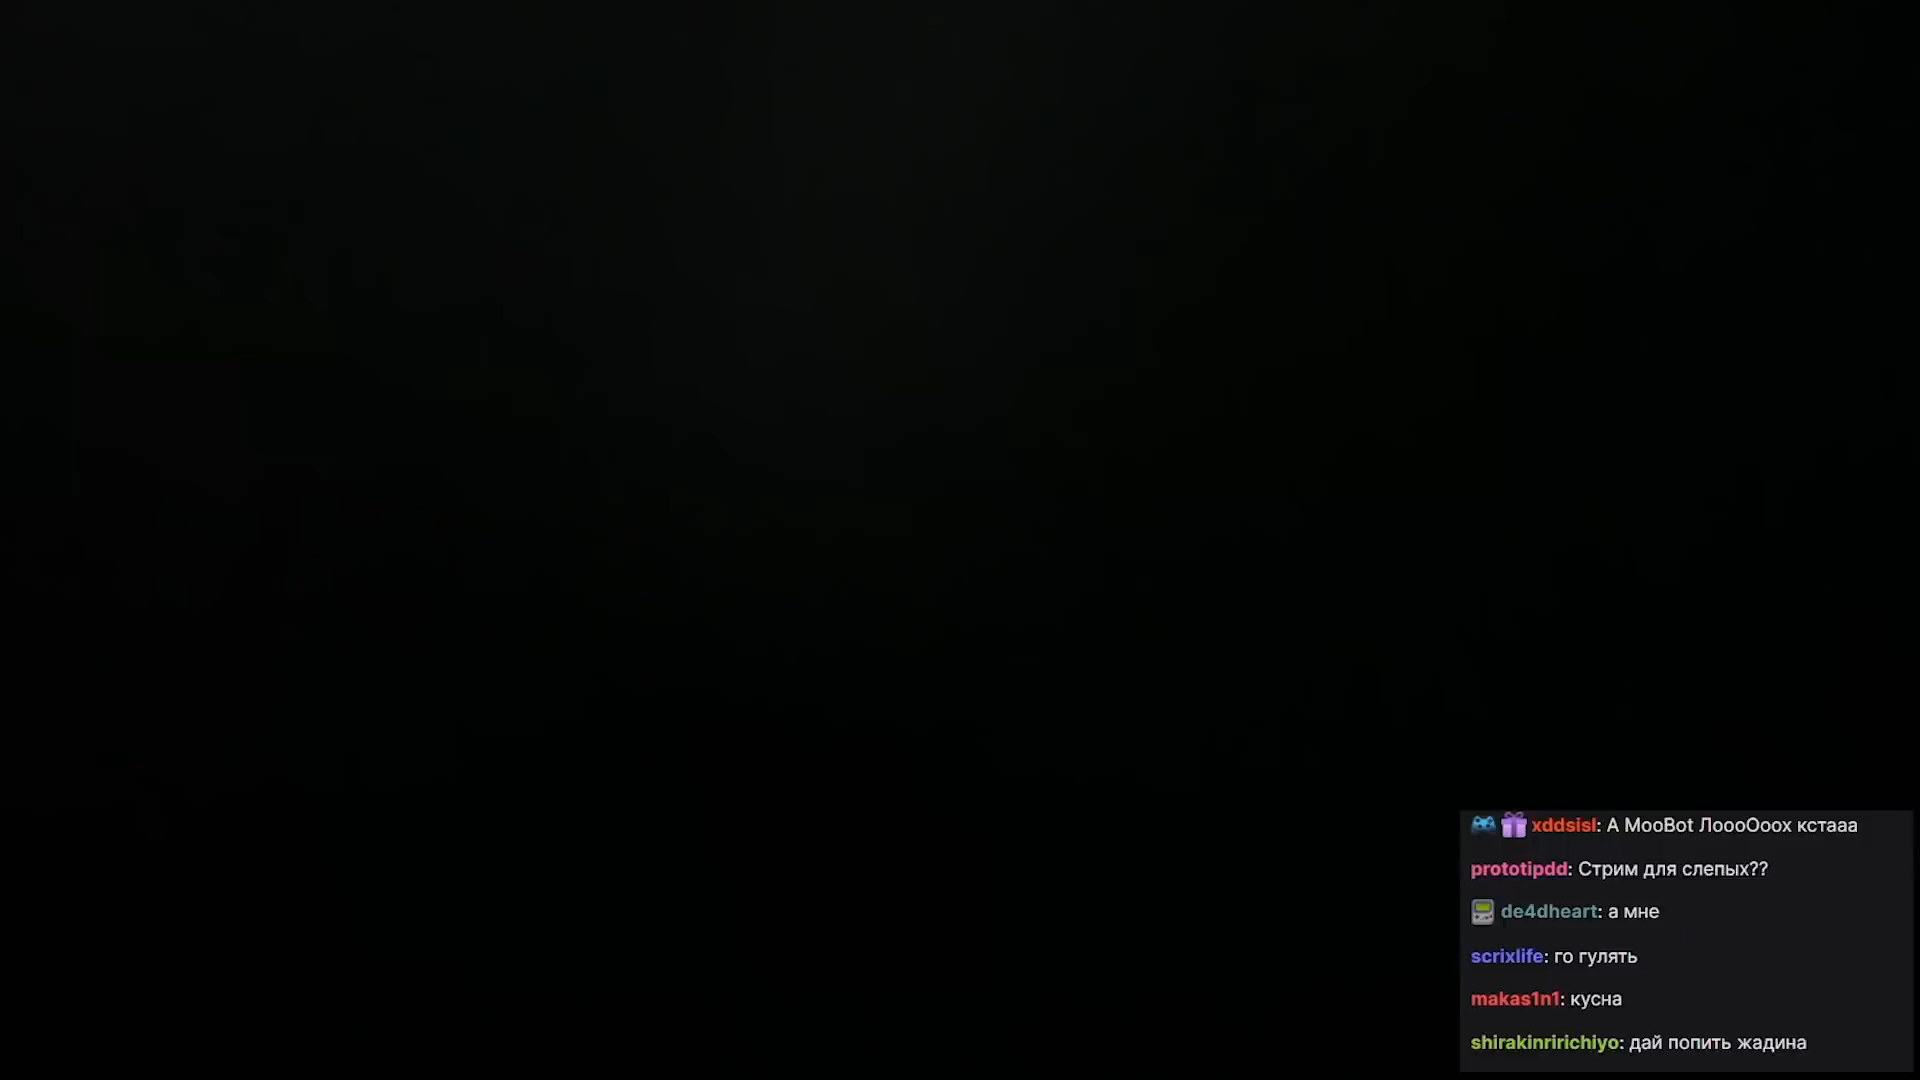 xddsisl: А MooBot ЛоооОоох кстааа
prototipdd: Стрим для слепых??
de4dheart: а мне
scrixlife: го гулять
makas1n1: кусна
shirakinririchiyo: дай попить жадина